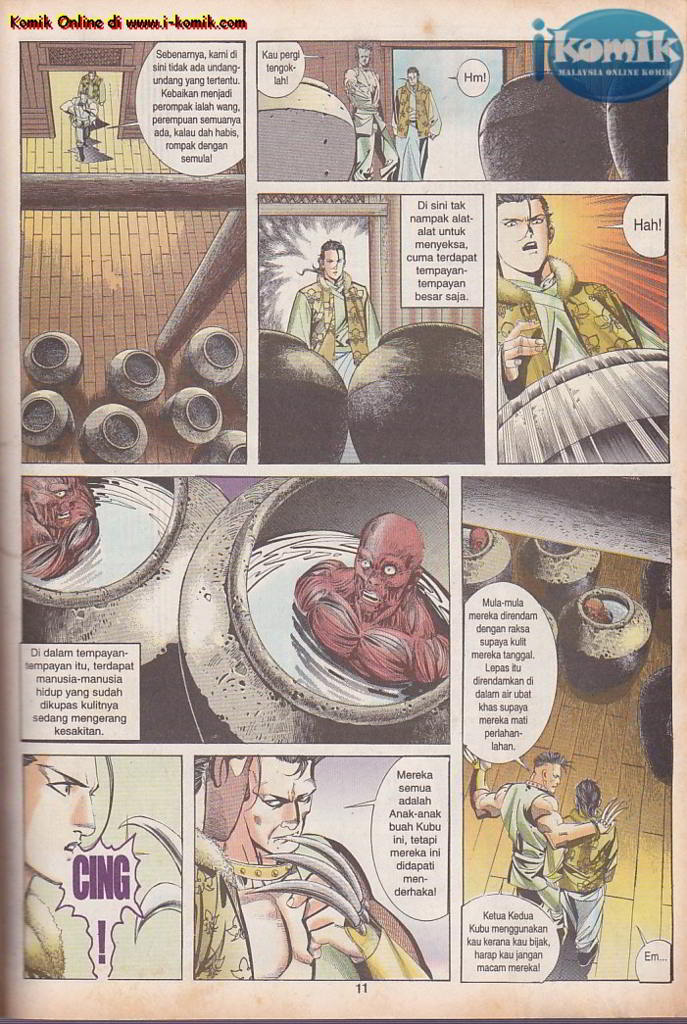 Komik Online di www.i-komik.com
ikomik
MALAYSIA ONLINE KOMIK
Sebenarnya, kami di
sini tidak ada undang-
undang yang tertentu.
Kebaikan menjadi
perompak ialah wang,
perempuan semuanya
ada, kalau dah habis,
rompak dengan
semula!
Kau pergi
tengok-
lah!
Hm!
Di sini tak
nampak alat-
alat untuk
menyeksa,
cuma terdapat
tempayan-
tempayan
besar saja.
Hah!
Di dalam tempayan-
tempayan itu, terdapat
manusia-manusia
hidup yang sudah
dikupas kulitnya
sedang mengerang
kesakitan.
Mula-mula
mereka direndam
dengan raksa
supaya kulit
mereka tanggal.
Lepas itu
direndamkan di
dalam air ubat
khas supaya
mereka mati
perlahan-
lahan.
CING
!
Mereka
semua
adalah
Anak-anak
buah Kubu
ini, tetapi
mereka ini
didapati
men-
derhaka!
Ketua Kedua
Kubu menggunakan
kau kerana kau bijak,
harap kau jangan
macam mereka!
Em...
11